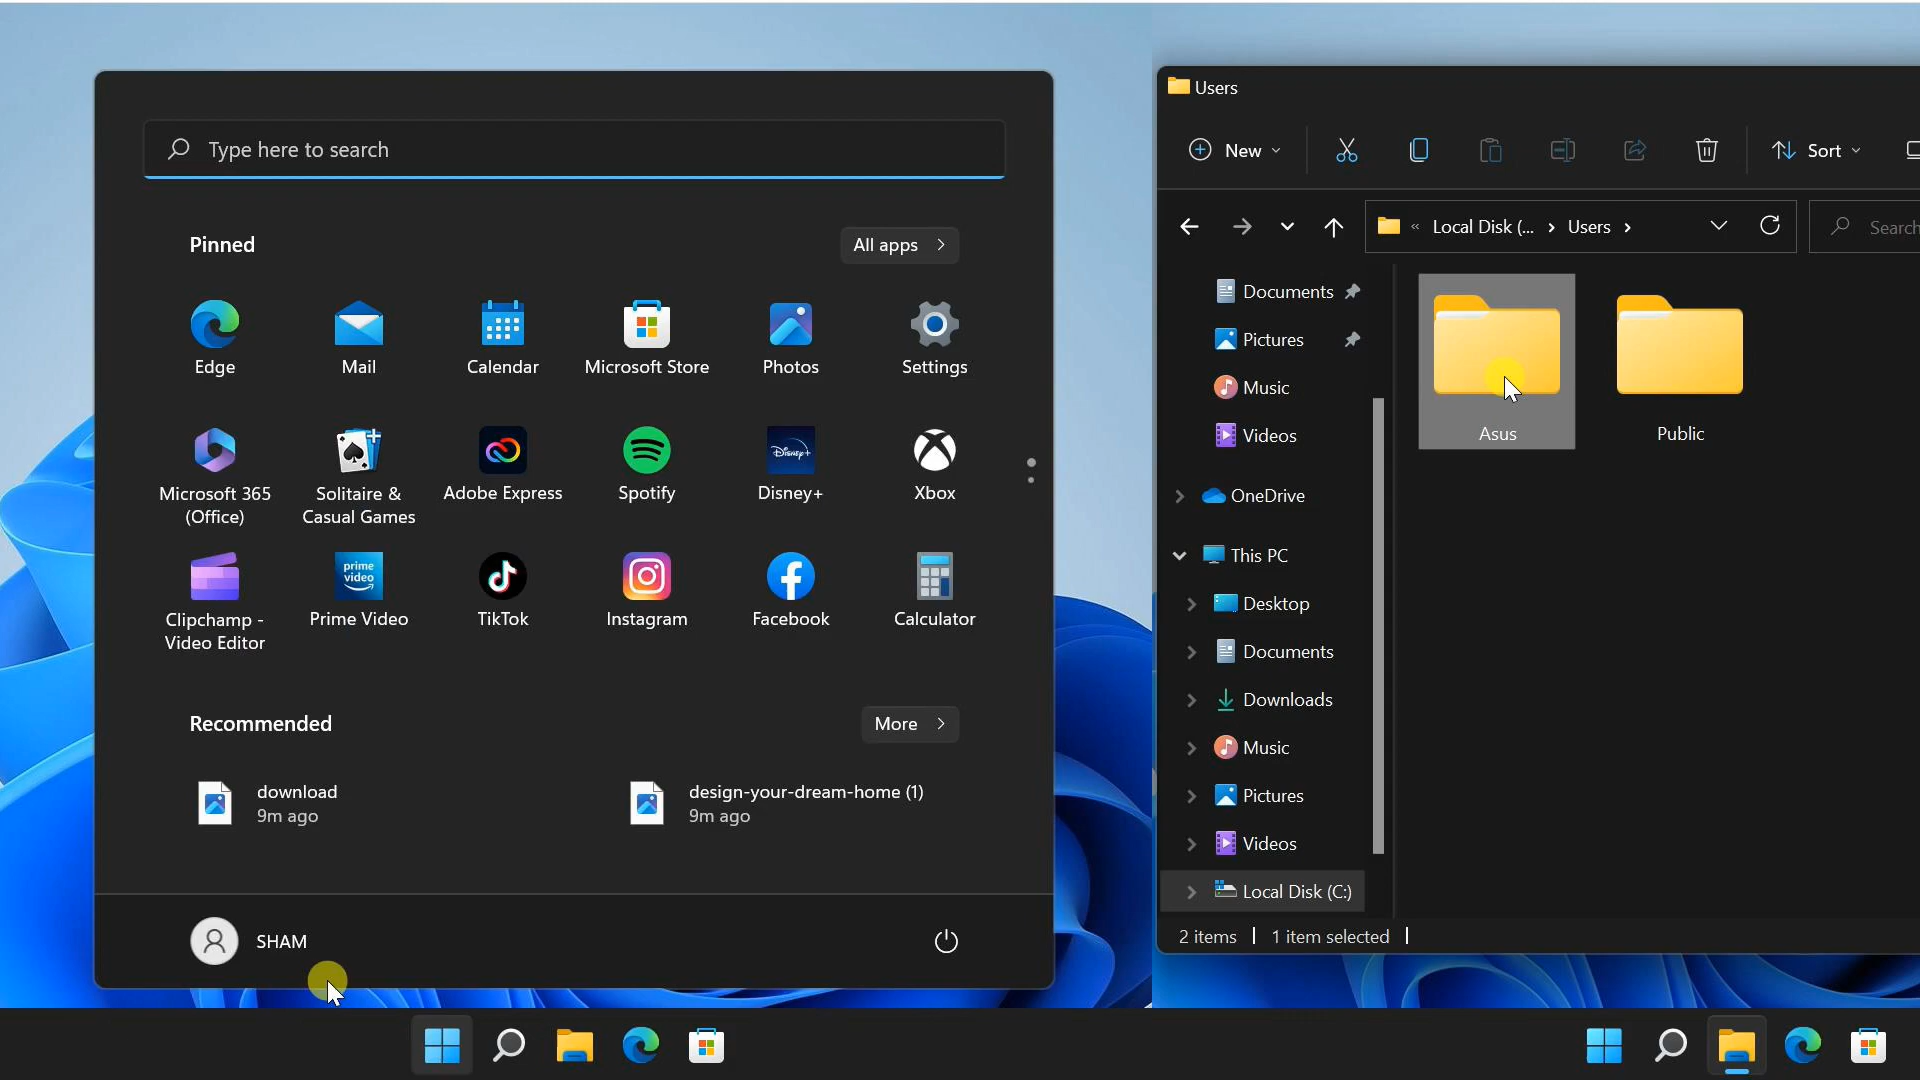 Type here to search
Pinned
All apps
Edge
Mail
Calendar
Microsoft Store
Photos
Settings
Microsoft 365
(Office)
Solitaire &
Casual Games
Adobe Express
Spotify
Disney+
Disney+
Xbox
Clipchamp -
Video Editor
prime
video
Prime Video
TikTok
Instagram
Facebook
Calculator
Recommended
More
download
9m ago
design-your-dream-home (1)
9m ago
SHAM
Users
New
Sort
« Local Disk (... > Users >
Search
Documents
Pictures
Music
Videos
OneDrive
This PC
Desktop
Documents
Downloads
Music
Pictures
Videos
Local Disk (C:)
Asus
Public
2 items
1 item selected